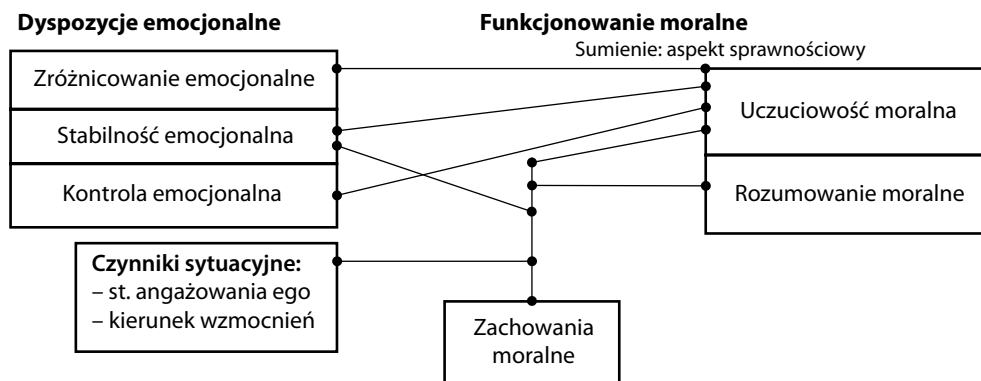 Dyspozycje emocjonalne
Funkcjonowanie moralne
Sumienie: aspekt sprawnościowy
Zróżnicowanie emocjonalne
Stabilność emocjonalna
Kontrola emocjonalna
Uczuciowość moralna
Rozumowanie moralne
Czynniki sytuacyjne:
– st. angażowania ego
– kierunek wzmocnień
Zachowania
moralne